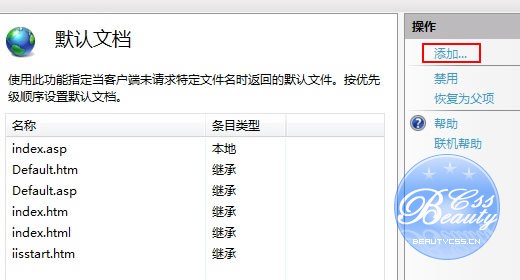 默认文档
使用此功能指定当客户端未请求特定文件名时返回的默认文件。按优先
级顺序设置默认文档。
名称 条目类型
index.asp 本地
Default.htm 继承
Default.asp 继承
index.htm 继承
index.html 继承
iisstart.htm 继承
操作
添加...
禁用
恢复为父项
帮助
联机帮助
Css
Beauty
BEAUTYCSS.CN